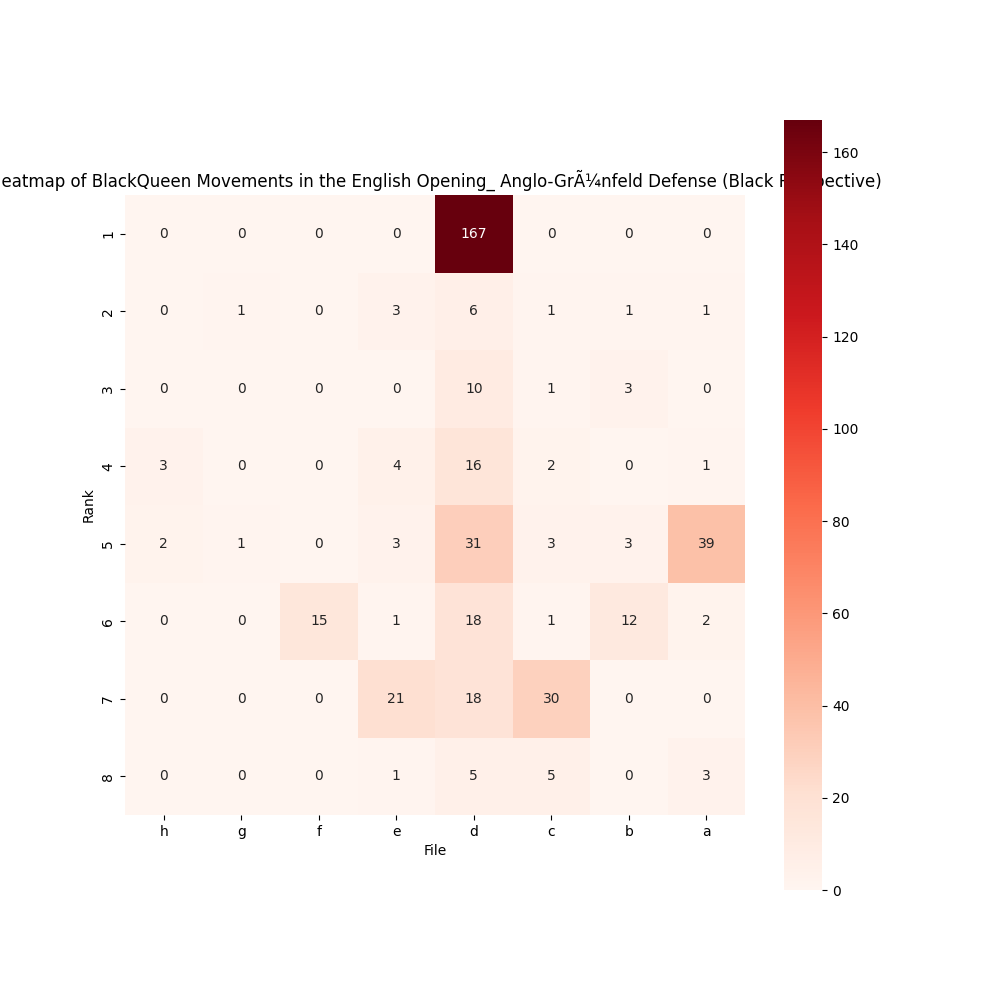 eatmap of BlackQueen Movements in the English Opening_ Anglo-GrÃ¼nfeld Defense (Black
160
140
120
100
80
60
40
20
0
Rank
1 0 0 0 0 167 0 0 0
2 0 1 0 3 6 1 1 1
3 0 0 0 0 10 1 3 0
4 3 0 0 4 16 2 0 1
5 2 1 0 3 31 3 3 39
6 0 0 15 1 18 1 12 2
7 0 0 0 21 18 30 0 0
8 0 0 0 1 5 5 0 3
h g f e d c b a
File